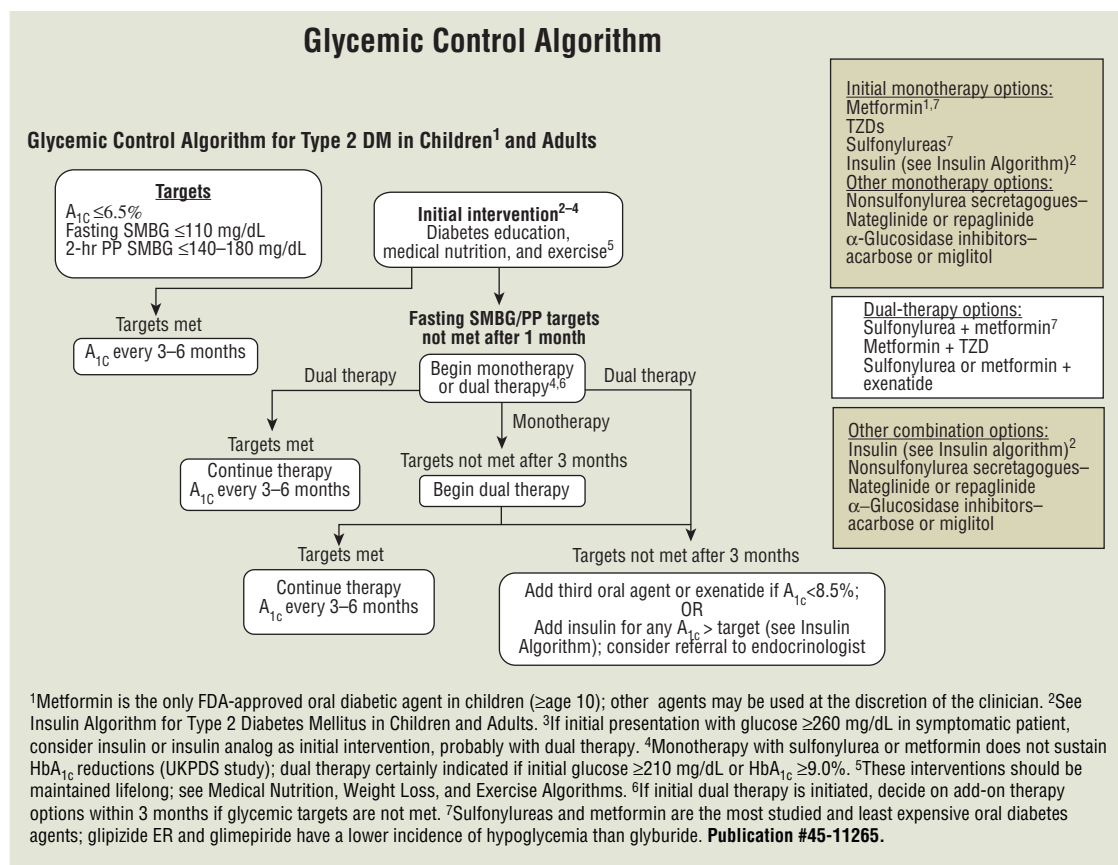 Glycemic Control Algorithm
Glycemic Control Algorithm for Type 2 DM in Children1 and Adults
Targets
A1C ≤6.5%
Fasting SMBG ≤110 mg/dL
2-hr PP SMBG ≤140–180 mg/dL
Initial intervention2–4
Diabetes education,
medical nutrition, and exercise5
Targets met
A1C every 3–6 months
Fasting SMBG/PP targets
not met after 1 month
Dual therapy
Begin monotherapy
or dual therapy4,6
Dual therapy
Monotherapy
Targets met
Continue therapy
A1C every 3–6 months
Targets not met after 3 months
Begin dual therapy
Targets met
Continue therapy
A1c every 3–6 months
Targets not met after 3 months
Add third oral agent or exenatide if A1c<8.5%;
OR
Add insulin for any A1c > target (see Insulin
Algorithm); consider referral to endocrinologist
Initial monotherapy options:
Metformin1,7
TZDs
Sulfonylureas7
Insulin (see Insulin Algorithm)2
Other monotherapy options:
Nonsulfonylurea secretagogues–
Nateglinide or repaglinide
α-Glucosidase inhibitors–
acarbose or miglitol
Dual-therapy options:
Sulfonylurea + metformin7
Metformin + TZD
Sulfonylurea or metformin +
exenatide
Other combination options:
Insulin (see Insulin algorithm)2
Nonsulfonylurea secretagogues–
Nateglinide or repaglinide
α–Glucosidase inhibitors–
acarbose or miglitol
1Metformin is the only FDA-approved oral diabetic agent in children (≥age 10); other agents may be used at the discretion of the clinician. 2See
Insulin Algorithm for Type 2 Diabetes Mellitus in Children and Adults. 3If initial presentation with glucose ≥260 mg/dL in symptomatic patient,
consider insulin or insulin analog as initial intervention, probably with dual therapy. 4Monotherapy with sulfonylurea or metformin does not sustain
HbA1c reductions (UKPDS study); dual therapy certainly indicated if initial glucose ≥210 mg/dL or HbA1c ≥9.0%. 5These interventions should be
maintained lifelong; see Medical Nutrition, Weight Loss, and Exercise Algorithms. 6If initial dual therapy is initiated, decide on add-on therapy
options within 3 months if glycemic targets are not met. 7Sulfonylureas and metformin are the most studied and least expensive oral diabetes
agents; glipizide ER and glimepiride have a lower incidence of hypoglycemia than glyburide. Publication #45-11265.